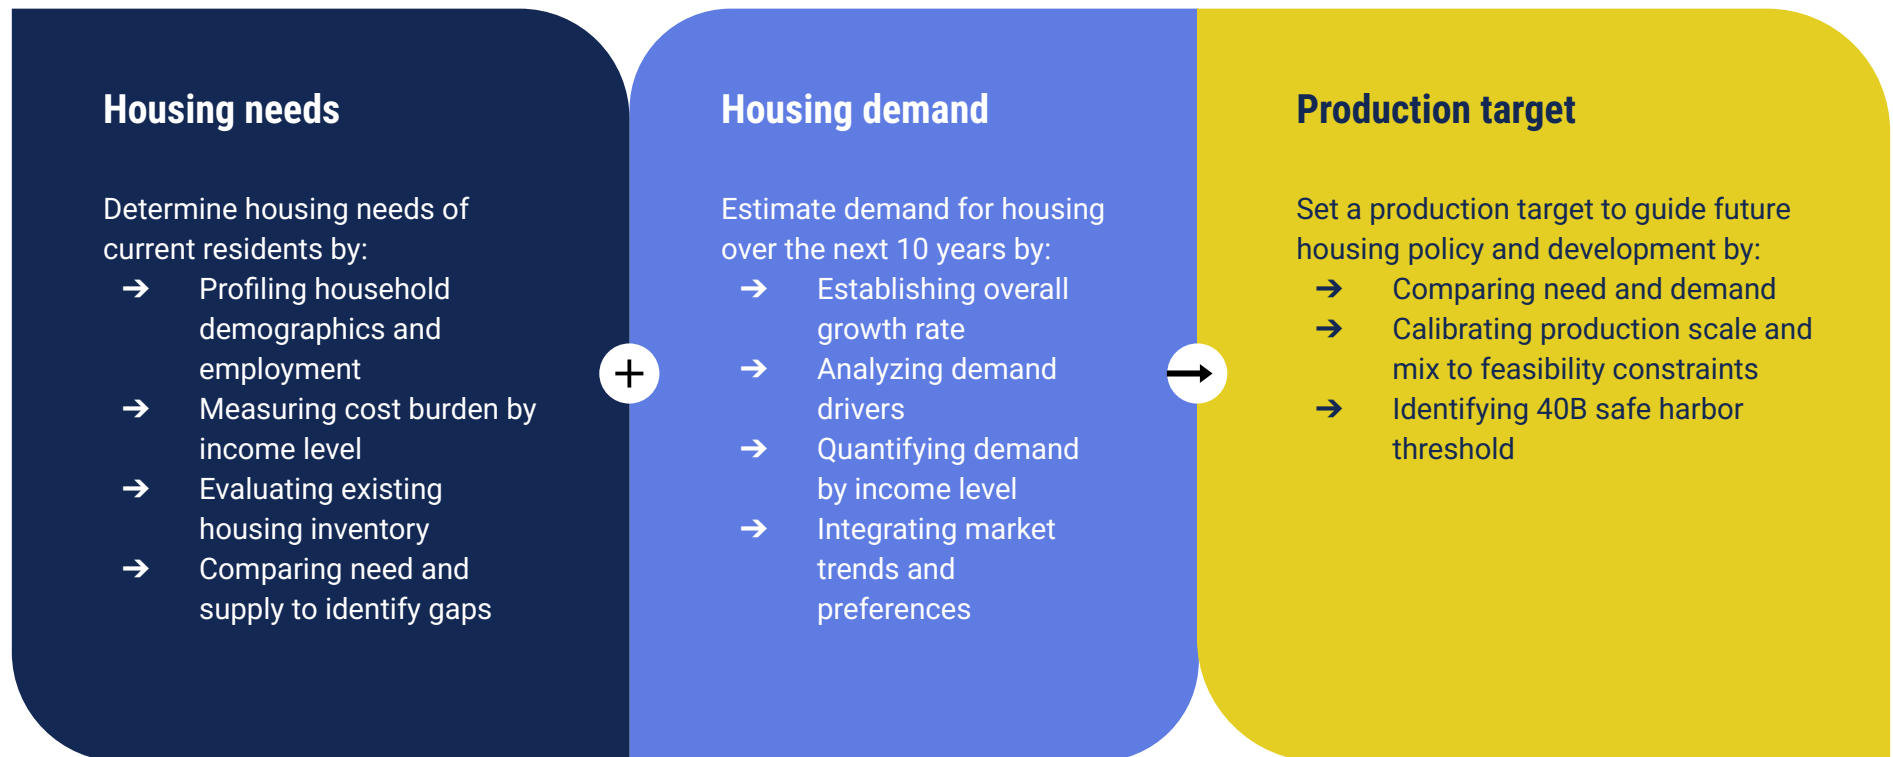 Housing needs
Determine housing needs of
current residents by:
➔ Profiling household
demographics and
employment
➔ Measuring cost burden by
income level
➔ Evaluating existing
housing inventory
➔ Comparing need and
supply to identify gaps
+
Housing demand
Estimate demand for housing
over the next 10 years by:
➔ Establishing overall
growth rate
➔ Analyzing demand
drivers
➔ Quantifying demand
by income level
➔ Integrating market
trends and
preferences
Production target
Set a production target to guide future
housing policy and development by:
➔ Comparing need and demand
➔ Calibrating production scale and
mix to feasibility constraints
➔ Identifying 40B safe harbor
threshold